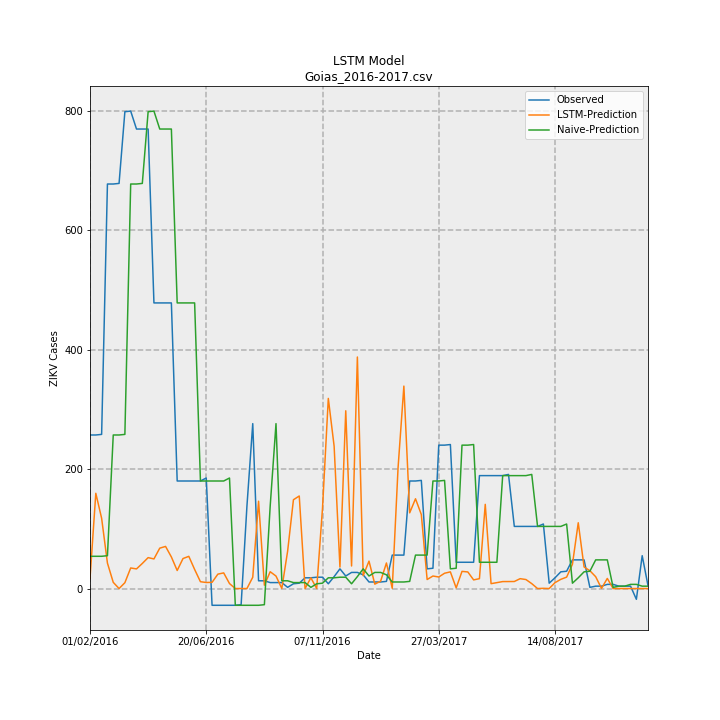 LSTM Model
Goias_2016-2017.csv
Observed
LSTM-Prediction
Naive-Prediction
ZIKV Cases
800
600
400
200
0
01/02/2016
20/06/2016
07/11/2016
27/03/2017
14/08/2017
Date